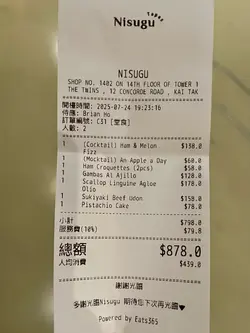 Nisugu
tapas
NISUGU
SHOP NO. 1402 ON 14TH FLOOR OF TOWER 1
THE TWINS , 12 CONCORDE ROAD , KAI TAK
開檯時間: 2025-07-24 19:23:16
侍應: Brian Ho
訂單編號: C31 [堂食]
人數: 2
1 (Cocktail) Ham & Melon Fizz $138.0
1 (Mocktail) An Apple a Day $60.0
1 Ham Croquettes (2pcs) $58.0
1 Gambas Al Ajillo $128.0
1 Scallop Linguine Aglioe Olio $178.0
1 Sukiyaki Beef Udon $158.0
1 Pistachio Cake $78.0
小計 $798.0
服務費(10%) $79.8
總額 $878.0
人均消費 $439.0
謝謝光臨
多謝光臨Nisugu 期待您下次再光臨♥
Powered by Eats365